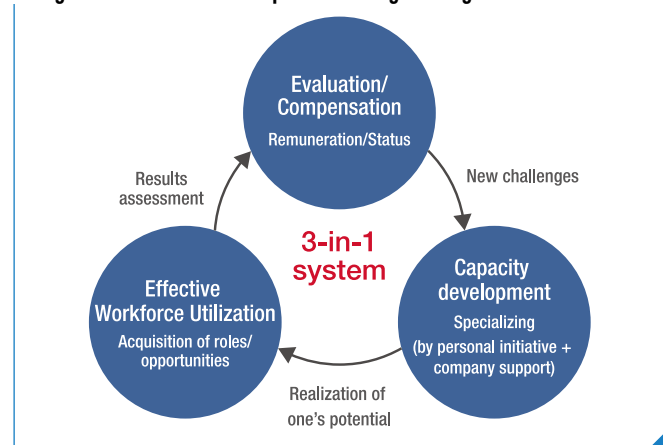 Evaluation/
Compensation
Remuneration/Status
Results
assessment
New challenges
3-in-1
system
Effective
Workforce Utilization
Acquisition of roles/
opportunities
Capacity
development
Specializing
(by personal initiative +
company support)
Realization of
one's potential